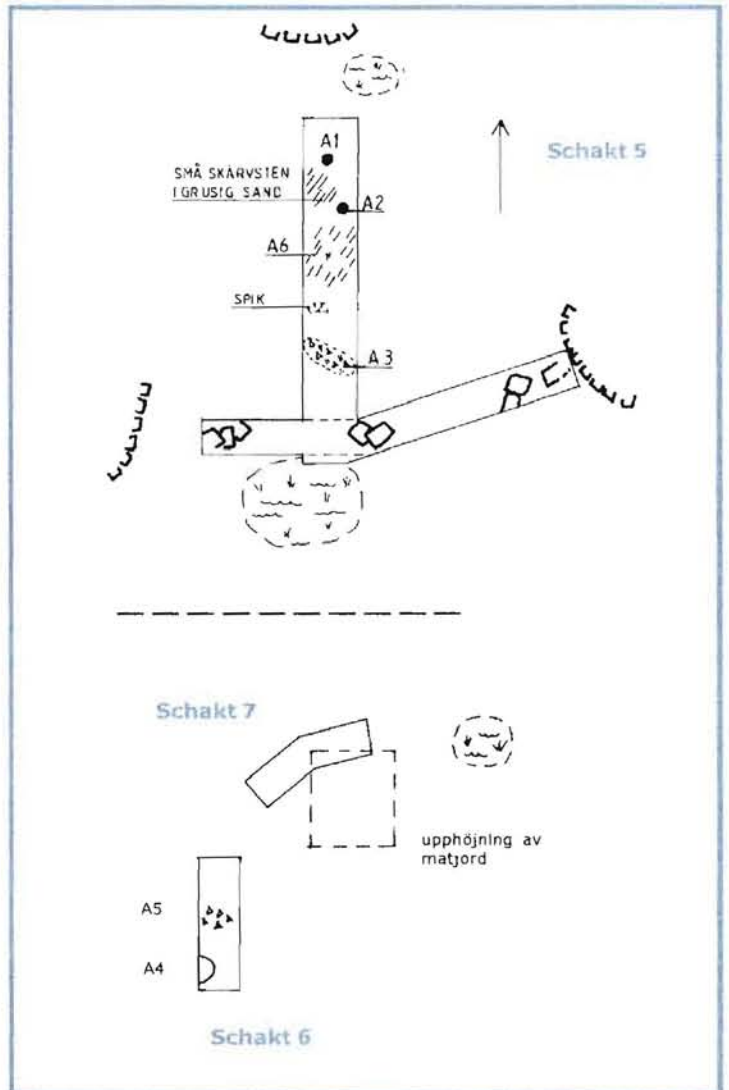 A1
Schakt 5
SMÅ SKÄRVSTEN
I GRUSIG SAND
A2
A6
SPIK
A3
Schakt 7
upphöjning av
matjord
A5
A4
Schakt 6